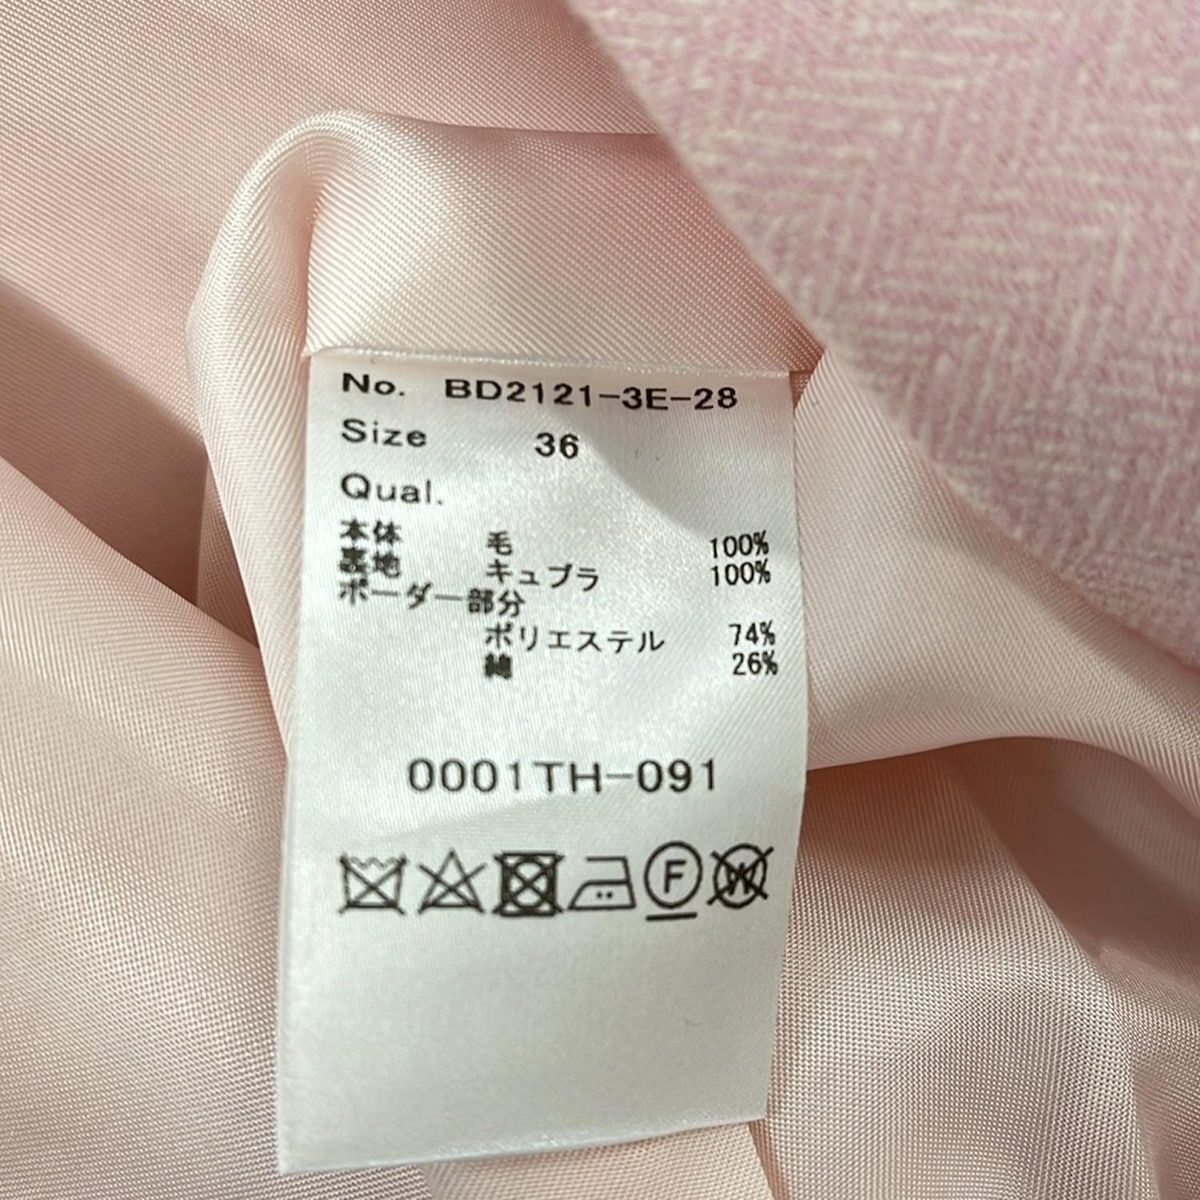 No. BD2121-3E-28
Size 36
Qual.
本体 毛 100%
裏地 キュプラ 100%
ボーダー部分
ポリエステル 74%
綿 26%
0001TH-091
F W